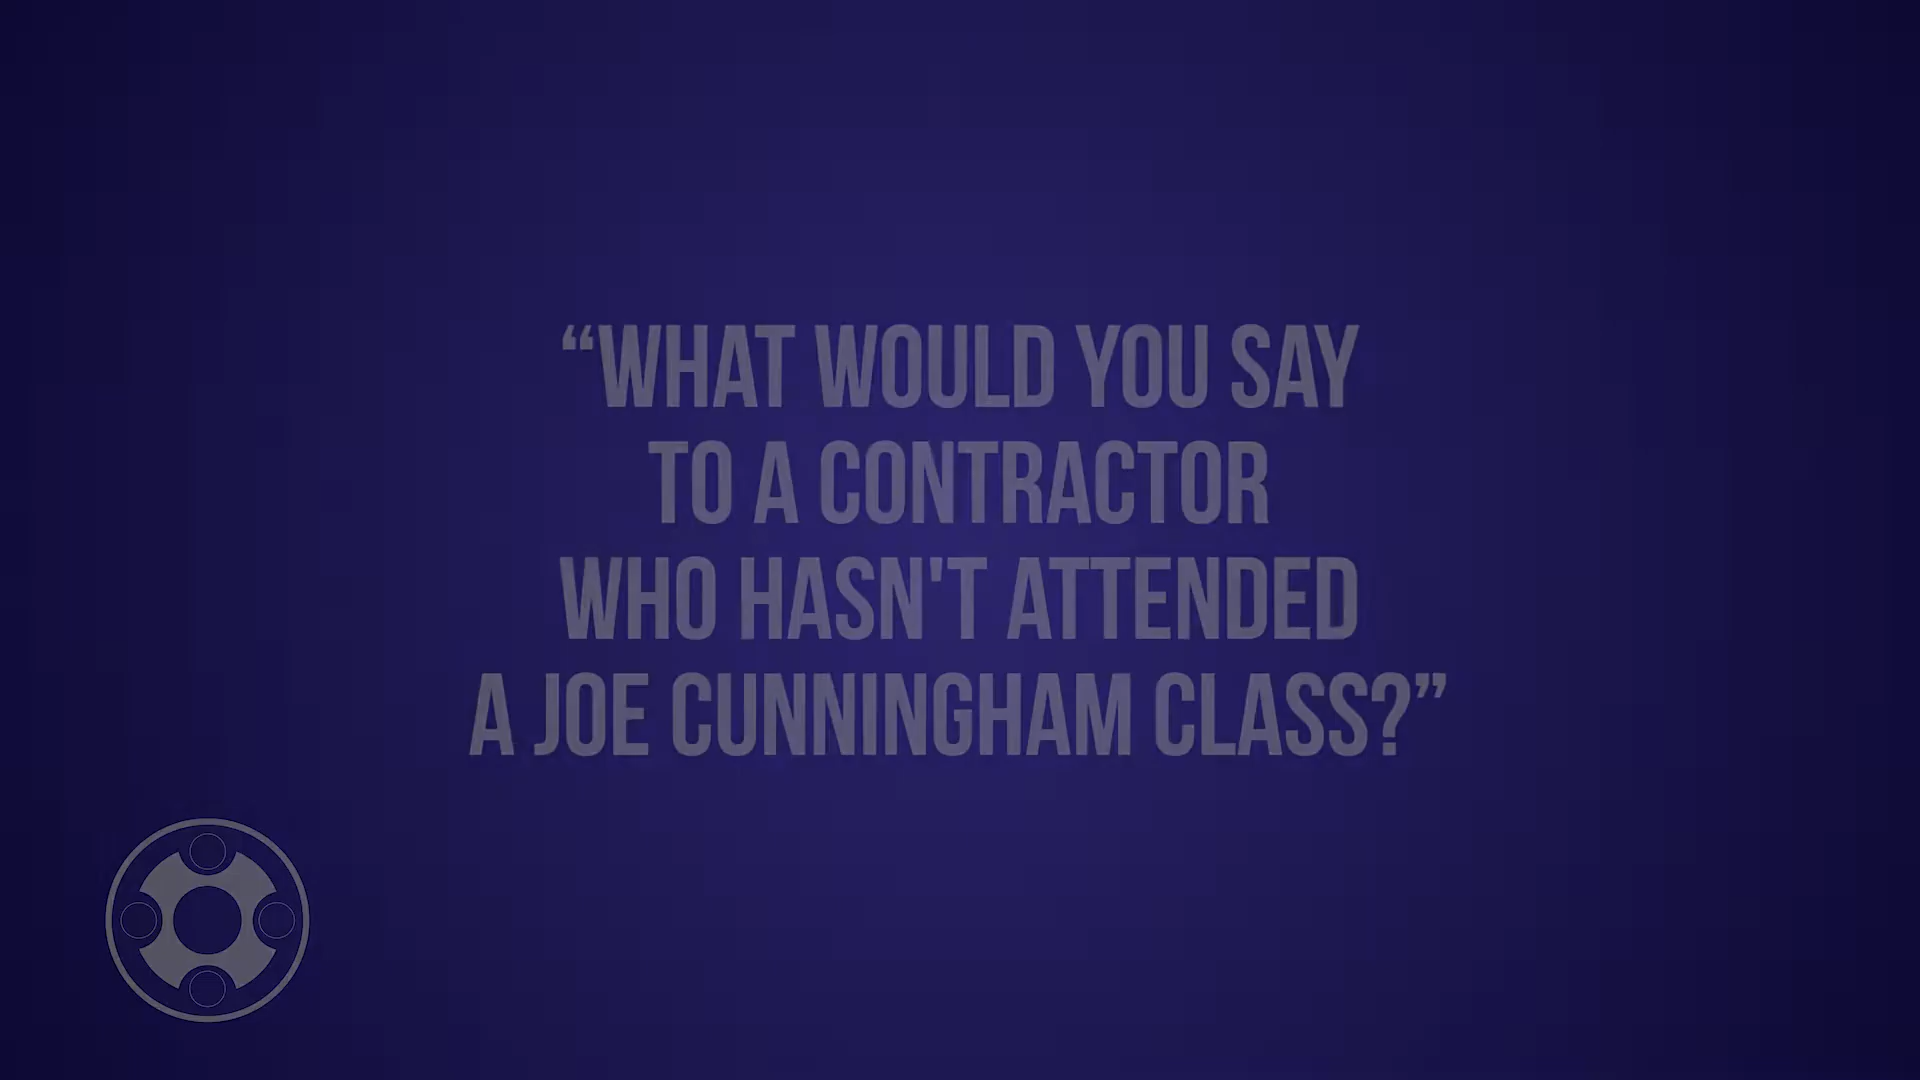 “WHAT WOULD YOU SAY
TO A CONTRACTOR
WHO HASN'T ATTENDED
A JOE CUNNINGHAM CLASS?”